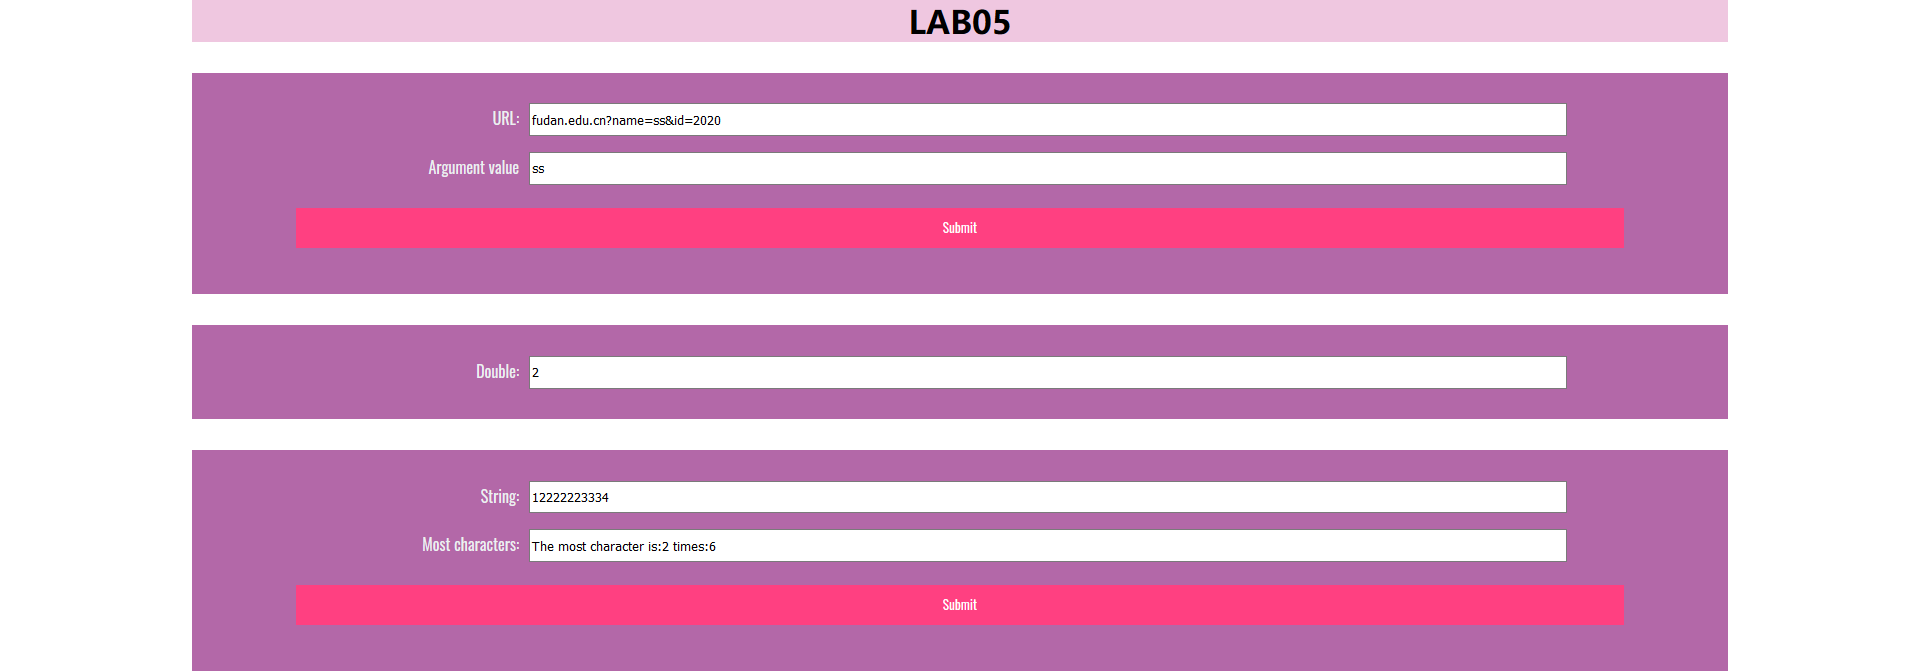 LAB05
URL: fudan.edu.cn?name=ss&id=2020
Argument value ss
Submit
Double: 2
String: 12222223334
Most characters: The most character is:2 times:6
Submit